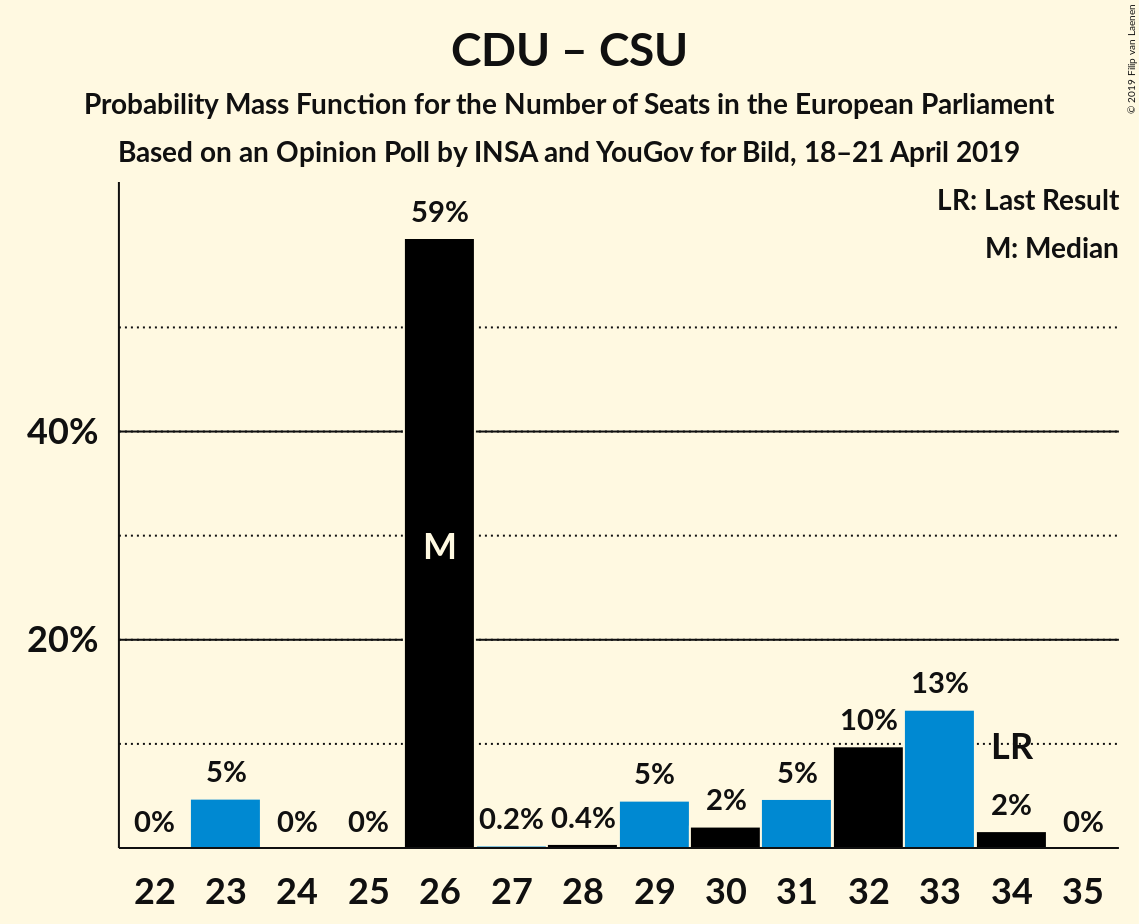 CDU – CSU
Probability Mass Function for the Number of Seats in the European Parliament
Based on an Opinion Poll by INSA and YouGov for Bild, 18–21 April 2019
© 2019 Filip van Laenen
LR: Last Result
M: Median
59%
40%
M
20%
13%
10%
LR
5%
5%
5%
2%
2%
0%
0%
0%
0.2%
0.4%
0%
22 23 24 25 26 27 28 29 30 31 32 33 34 35